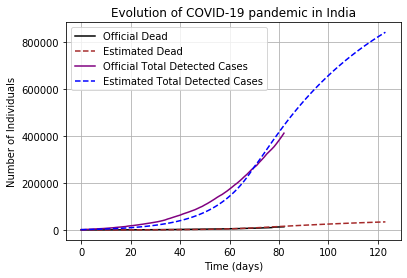 Evolution of COVID-19 pandemic in India
Official Dead
Estimated Dead
Official Total Detected Cases
Estimated Total Detected Cases
Number of Individuals
800000
600000
400000
200000
0
0 20 40 60 80 100 120
Time (days)